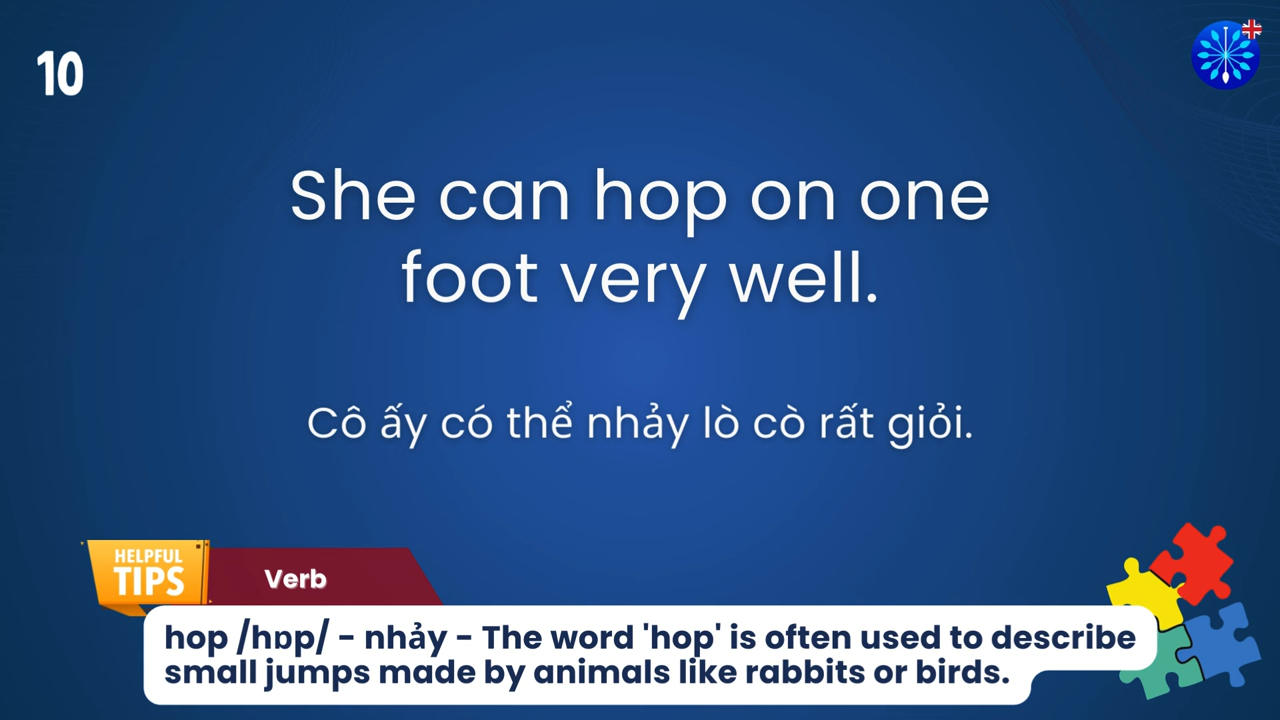 10
She can hop on one
foot very well.
Cô ấy có thể nhảy lò cò rất giỏi.
HELPFUL
TIPS
Verb
hop /hɒp/ - nhảy - The word 'hop' is often used to describe
small jumps made by animals like rabbits or birds.